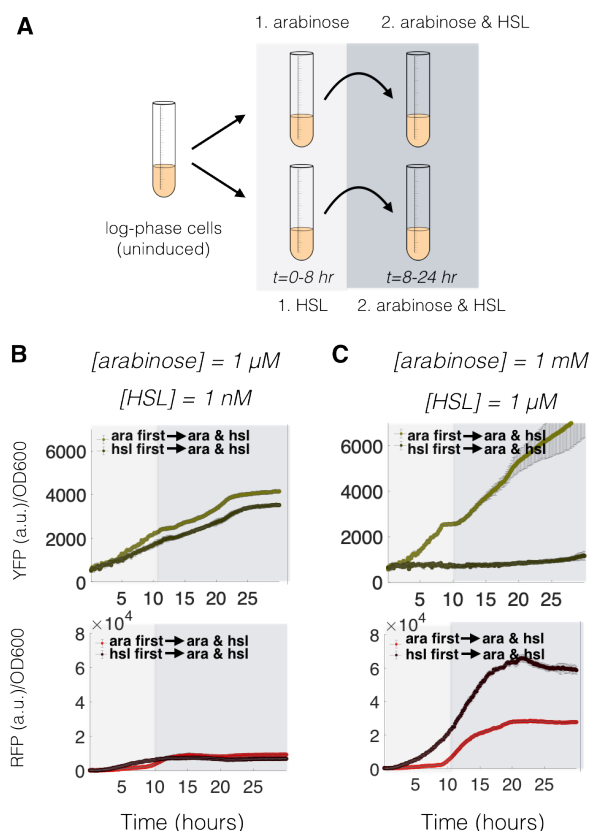 A
1. arabinose
2. arabinose & HSL
log-phase cells
(uninduced)
t=0-8 hr
t=8-24 hr
1. HSL
2. arabinose & HSL
B
[arabinose] = 1 µM
[HSL] = 1 nM
YFP (a.u.)/OD600
6000
4000
2000
0
ara first→ara & hsl
hsl first→ara & hsl
5
10
15
20
25
RFP (a.u.)/OD600
×10⁴
8
6
4
2
0
ara first→ara & hsl
hsl first→ara & hsl
5
10
15
20
25
Time (hours)
C
[arabinose] = 1 mM
[HSL] = 1 µM
6000
4000
2000
0
ara first→ara & hsl
hsl first→ara & hsl
5
10
15
20
25
×10⁴
8
6
4
2
0
ara first→ara & hsl
hsl first→ara & hsl
5
10
15
20
25
Time (hours)